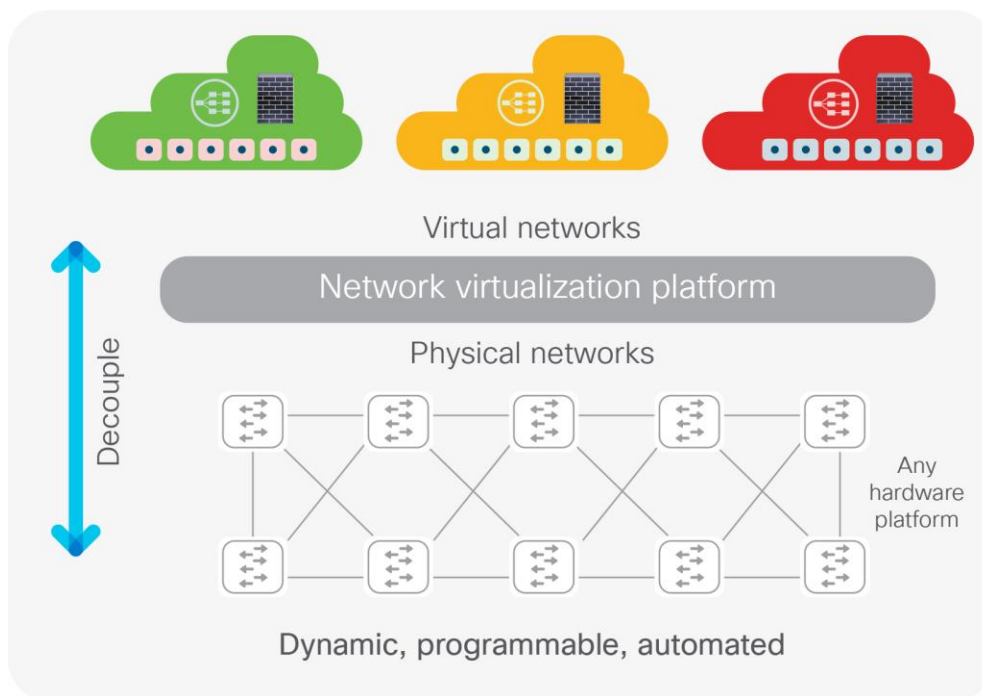 Virtual networks
Network virtualization platform
Physical networks
Decouple
Any
hardware
platform
Dynamic, programmable, automated